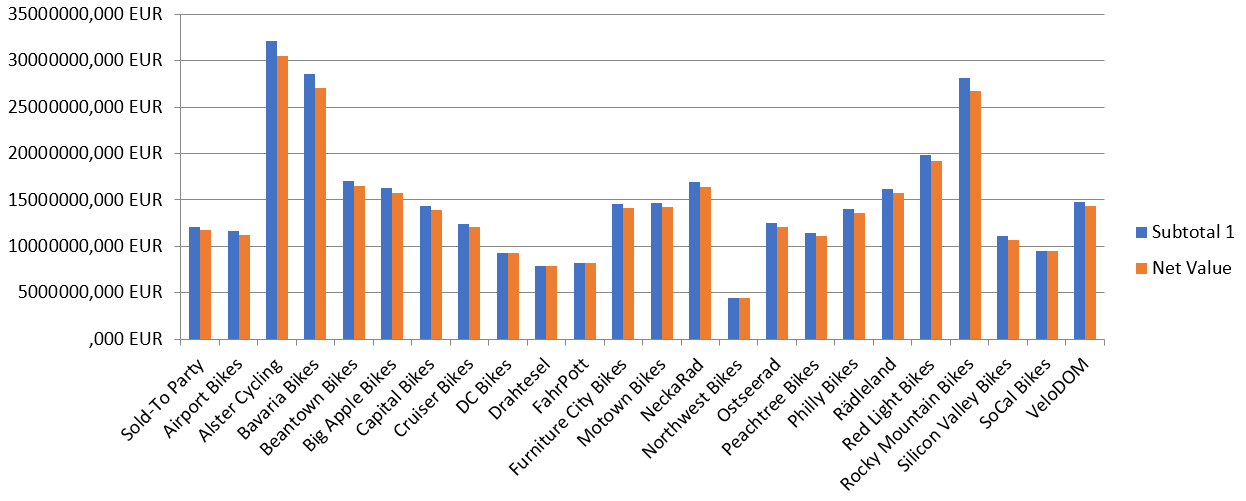 35000000,000 EUR
30000000,000 EUR
25000000,000 EUR
20000000,000 EUR
15000000,000 EUR
10000000,000 EUR
5000000,000 EUR
,000 EUR
Sold-To Party
Airport Bikes
Alster Cycling
Bavaria Bikes
Beantown Bikes
Big Apple Bikes
Capital Bikes
Cruiser Bikes
DC Bikes
Drahtesel
FahrPott
Furniture City Bikes
Motown Bikes
NeckaRad
Northwest Bikes
Ostseerad
Peachtree Bikes
Philly Bikes
Rädleland
Red Light Bikes
Rocky Mountain Bikes
Silicon Valley Bikes
SoCal Bikes
VeloDOM
Subtotal 1
Net Value